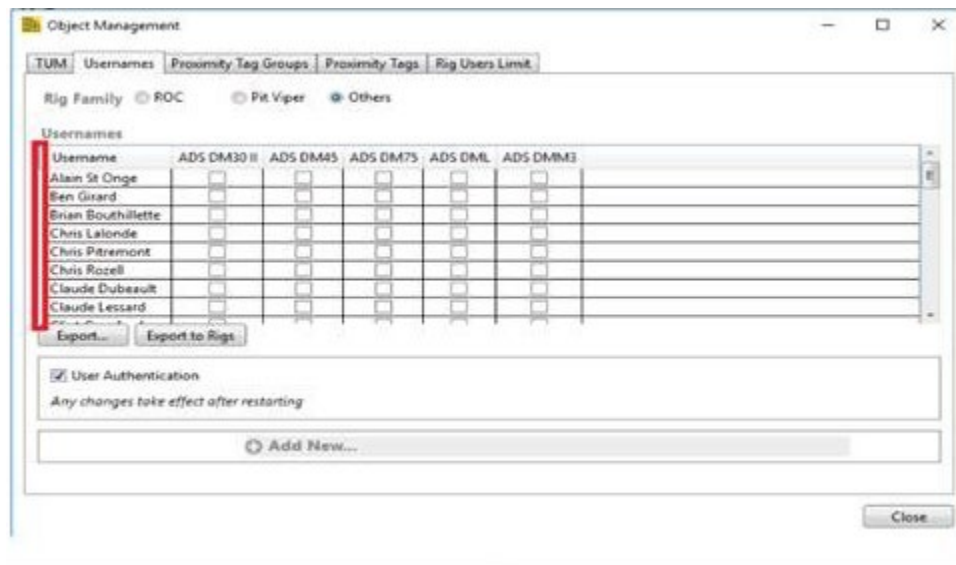 Object Management
TUM Usernames Proximity Tag Groups Proximity Tags Rig Users Limit
Rig Family ROC Pit Viper Others
Usernames
Username ADS DM30 II ADS DM45 ADS DM75 ADS DML ADS DMM3
Alain St Onge
Ben Girard
Brian Bouthillette
Chris Lalonde
Chris Pitremont
Chris Rozell
Claude Dubeault
Claude Lessard
Export... Export to Rigs
User Authentication
Any changes take effect after restarting
Add New...
Close